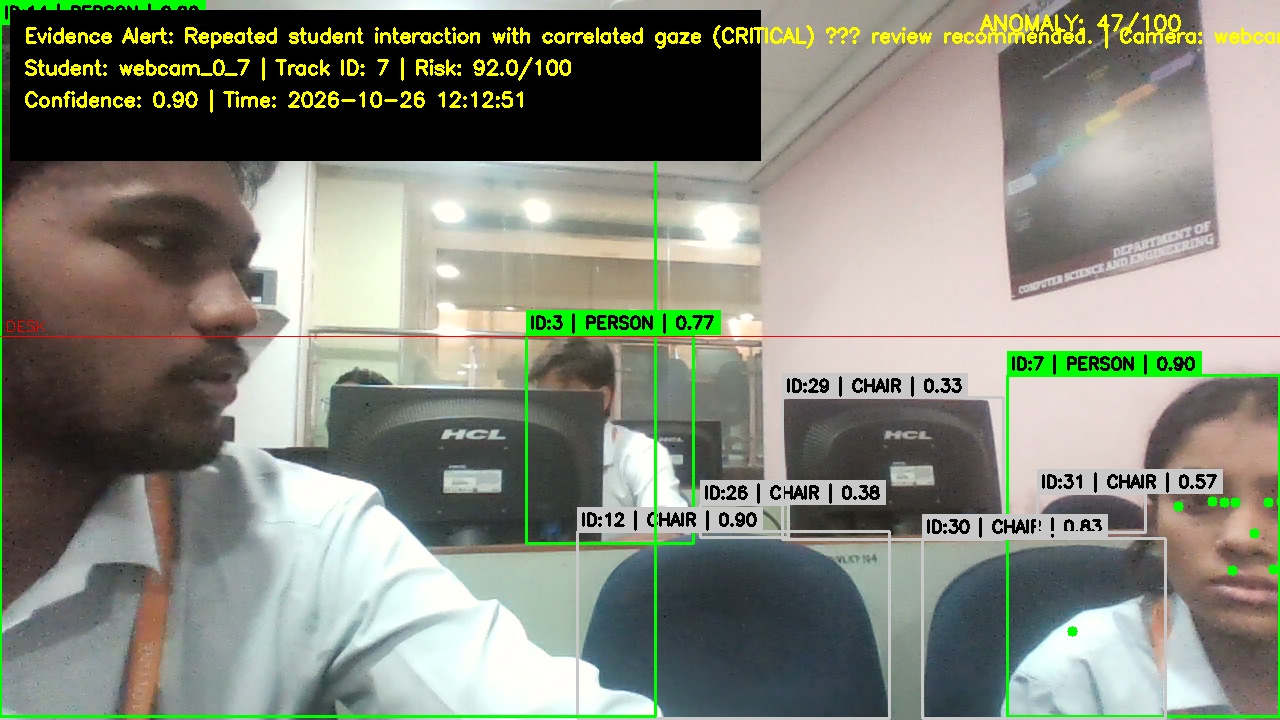 ANOMALY: 47/100
Evidence Alert: Repeated student interaction with correlated gaze (CRITICAL) ??? review recommended. | Camera: webcam
Student: webcam_0_7 | Track ID: 7 | Risk: 92.0/100
Confidence: 0.90 | Time: 2026-10-26 12:12:51
DEPARTMENT OF
COMPUTER SCIENCE AND ENGINEERING
DESK
ID:3 | PERSON | 0.77
ID:7 | PERSON | 0.90
ID:29 | CHAIR | 0.33
HCL
HCL
HCL
ID:31 | CHAIR | 0.57
ID:26 | CHAIR | 0.38
ID:12 | CHAIR | 0.90
ID:30 | CHAIR | 0.83